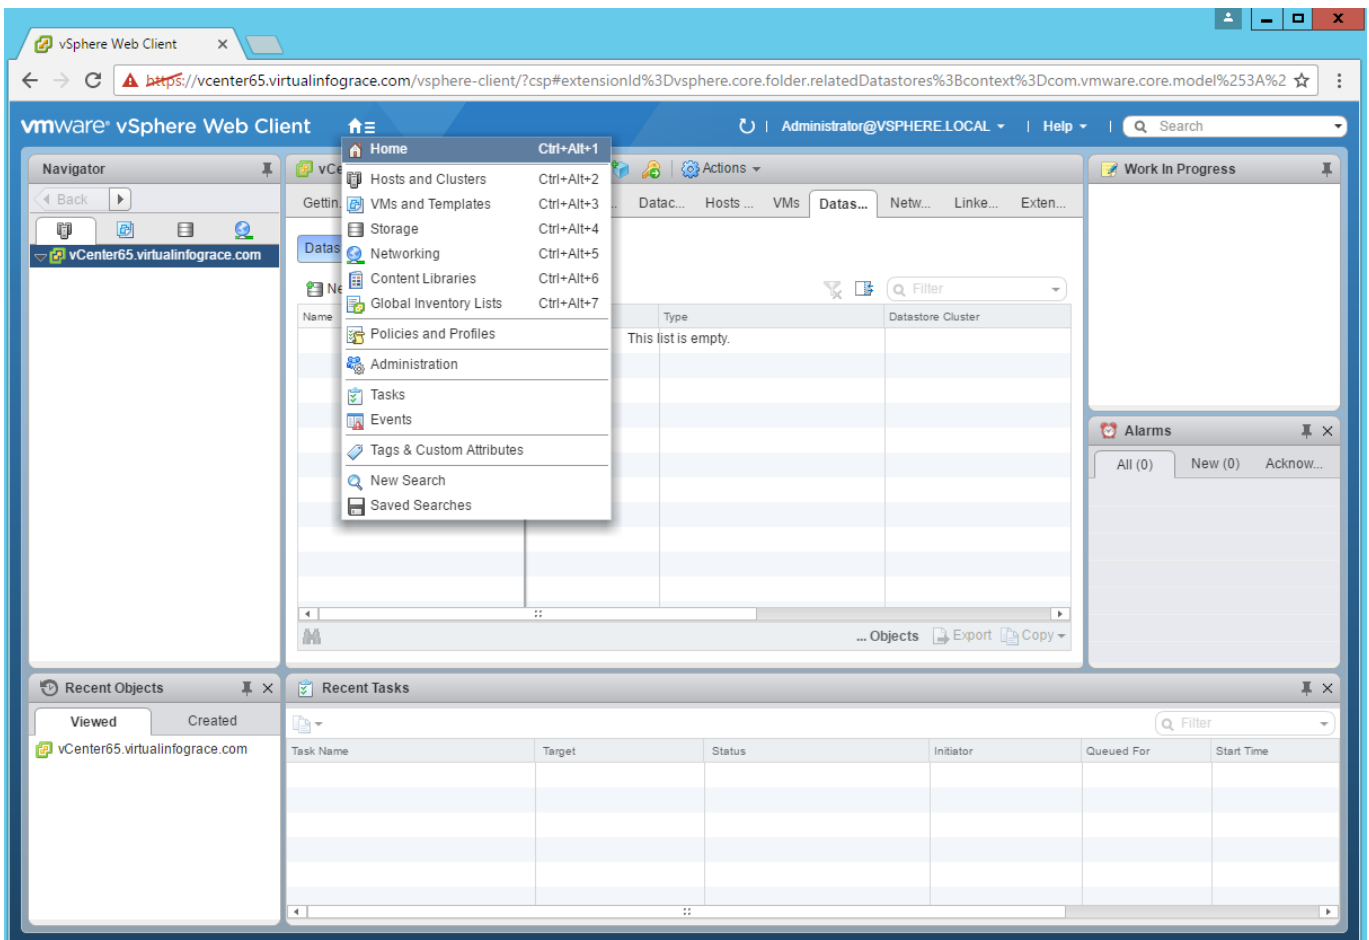 vSphere Web Client
https://vcenter65.virtualinfograce.com/vsphere-client/?csp#extensionId%3Dvsphere.core.folder.relatedDatastores%3Bcontext%3Dcom.vmware.core.model%253A%2
vmware® vSphere Web Client
Administrator@VSPHERE.LOCAL
Help
Search
Navigator
Back
vCenter65.virtualinfograce.com
Home Ctrl+Alt+1
Hosts and Clusters Ctrl+Alt+2
VMs and Templates Ctrl+Alt+3
Storage Ctrl+Alt+4
Networking Ctrl+Alt+5
Content Libraries Ctrl+Alt+6
Global Inventory Lists Ctrl+Alt+7
Policies and Profiles
Administration
Tasks
Events
Tags & Custom Attributes
New Search
Saved Searches
vCe
Actions
Gettin
Datac... Hosts ... VMs Datas... Netw... Linke... Exten...
Datas
Ne
Filter
Name Type Datastore Cluster
This list is empty.
... Objects Export Copy
Work In Progress
Alarms
All (0) New (0) Acknow...
Recent Objects
Viewed Created
vCenter65.virtualinfograce.com
Recent Tasks
Filter
Task Name Target Status Initiator Queued For Start Time